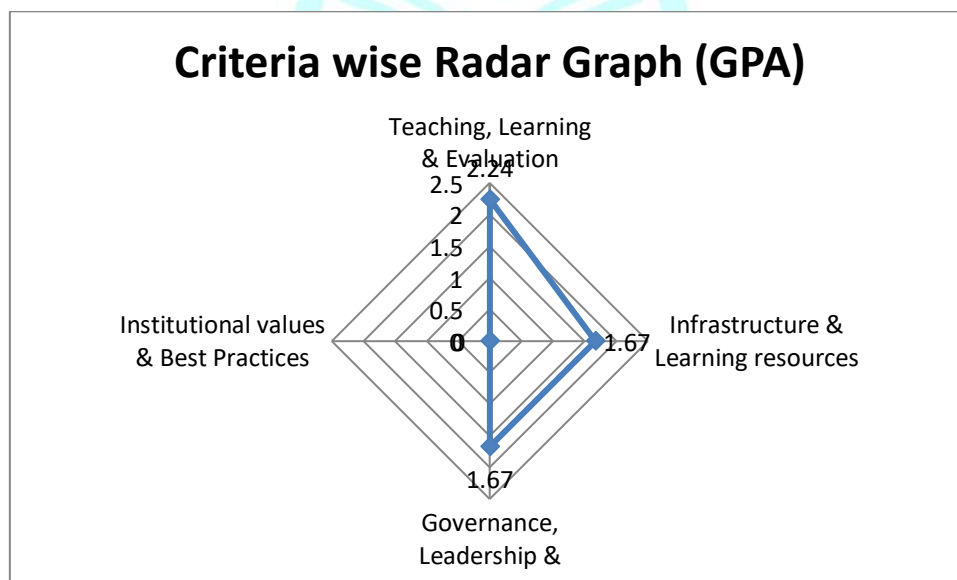 Criteria wise Radar Graph (GPA)
Teaching, Learning
& Evaluation
2.24
2.5
2
1.5
1
0.5
0
0
Institutional values
& Best Practices
Infrastructure &
Learning resources
1.67
1.67
Governance,
Leadership &